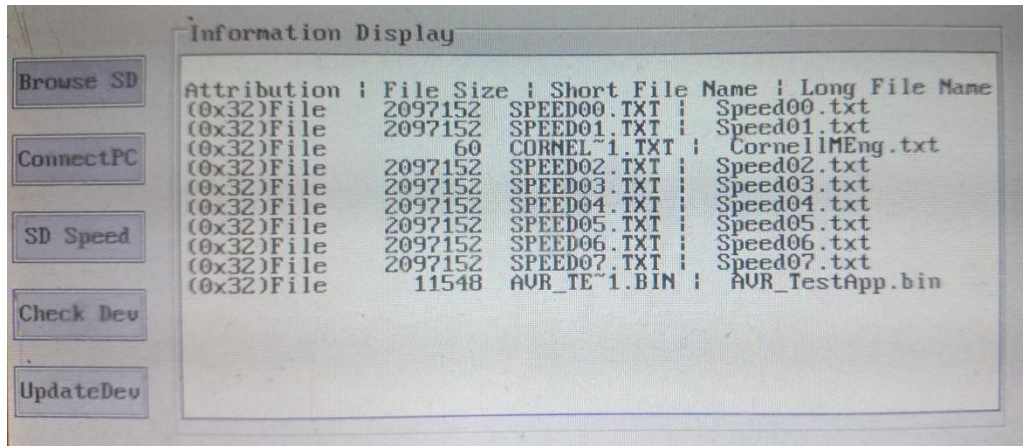 Information Display
Browse SD
ConnectPC
SD Speed
Check Dev
UpdateDev
Attribution ¦ File Size ¦ Short File Name ¦ Long File Name
(0x32)File 2097152 SPEED00.TXT ¦ Speed00.txt
(0x32)File 2097152 SPEED01.TXT ¦ Speed01.txt
(0x32)File 60 CORNEL~1.TXT ¦ CornellMEng.txt
(0x32)File 2097152 SPEED02.TXT ¦ Speed02.txt
(0x32)File 2097152 SPEED03.TXT ¦ Speed03.txt
(0x32)File 2097152 SPEED04.TXT ¦ Speed04.txt
(0x32)File 2097152 SPEED05.TXT ¦ Speed05.txt
(0x32)File 2097152 SPEED06.TXT ¦ Speed06.txt
(0x32)File 2097152 SPEED07.TXT ¦ Speed07.txt
(0x32)File 11548 AVR_TE~1.BIN ¦ AVR_TestApp.bin